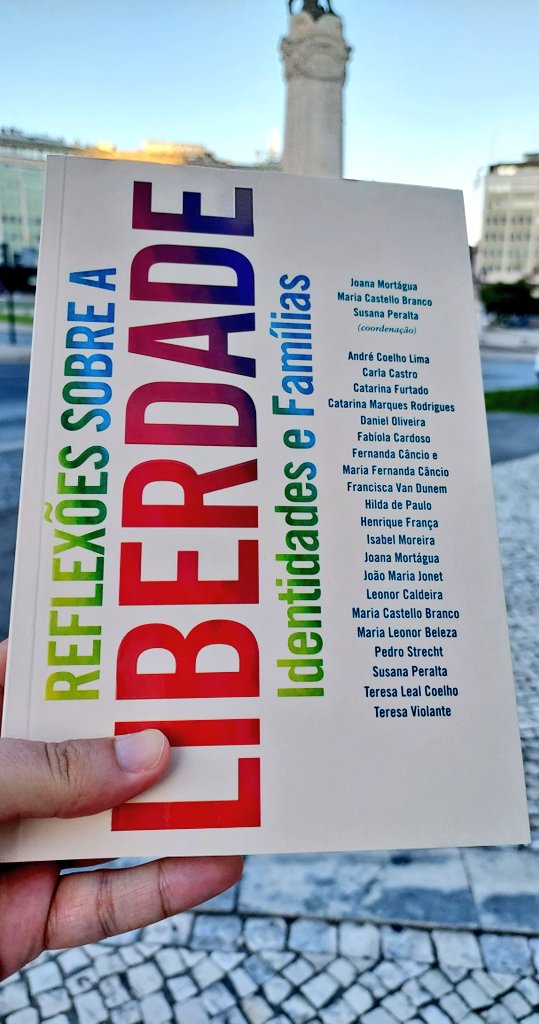 REFLEXÕES SOBRE A
LIBERDADE
Identidades e Famílias
Joana Mortágua
Maria Castello Branco
Susana Peralta
(coordenação)
André Coelho Lima
Carla Castro
Catarina Furtado
Catarina Marques Rodrigues
Daniel Oliveira
Fabíola Cardoso
Fernanda Câncio e
Maria Fernanda Câncio
Francisca Van Dunem
Hilda de Paulo
Henrique França
Isabel Moreira
Joana Mortágua
João Maria Jonet
Leonor Caldeira
Maria Castello Branco
Maria Leonor Beleza
Pedro Strecht
Susana Peralta
Teresa Leal Coelho
Teresa Violante